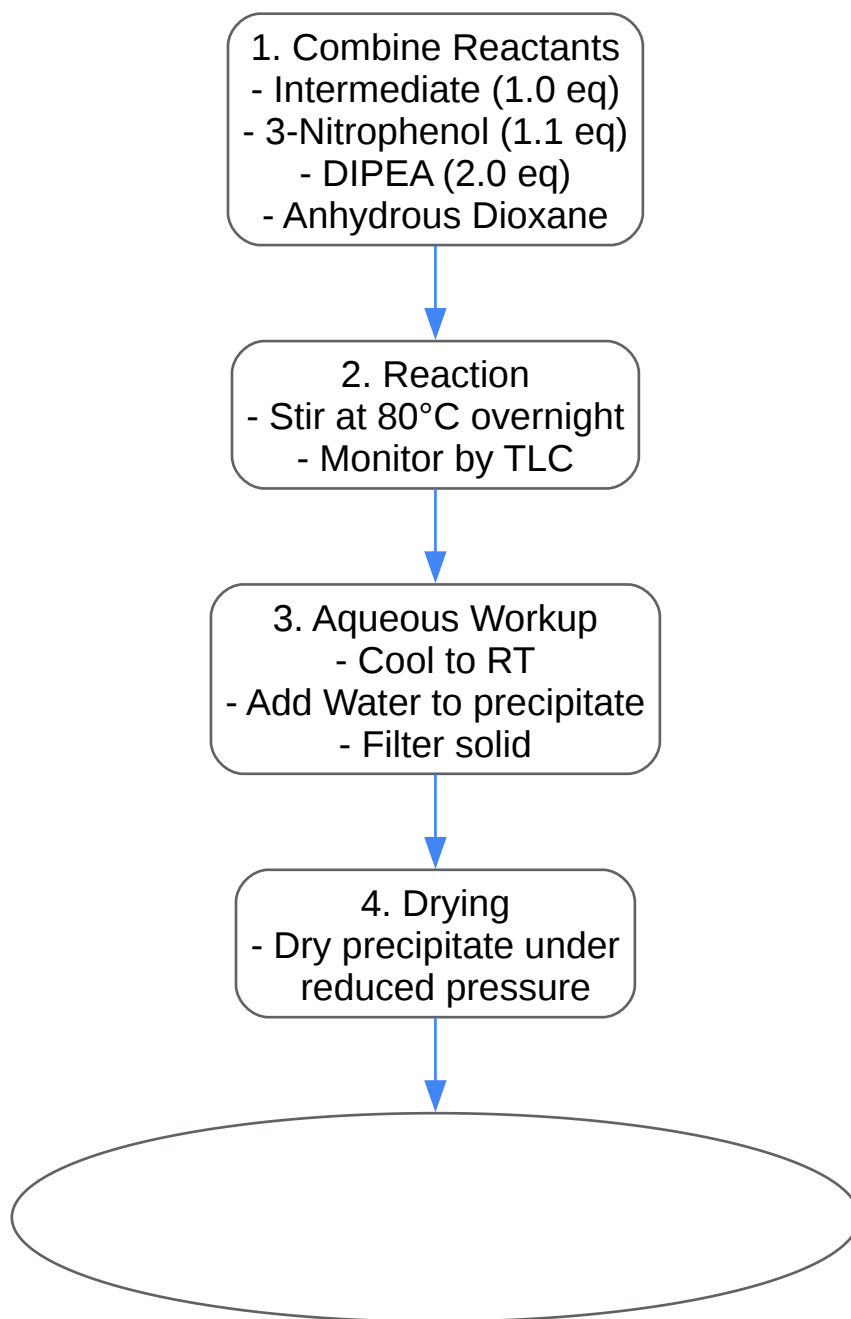 1. Combine Reactants
- Intermediate (1.0 eq)
- 3-Nitrophenol (1.1 eq)
- DIPEA (2.0 eq)
- Anhydrous Dioxane
2. Reaction
- Stir at 80°C overnight
- Monitor by TLC
3. Aqueous Workup
- Cool to RT
- Add Water to precipitate
- Filter solid
4. Drying
- Dry precipitate under
reduced pressure